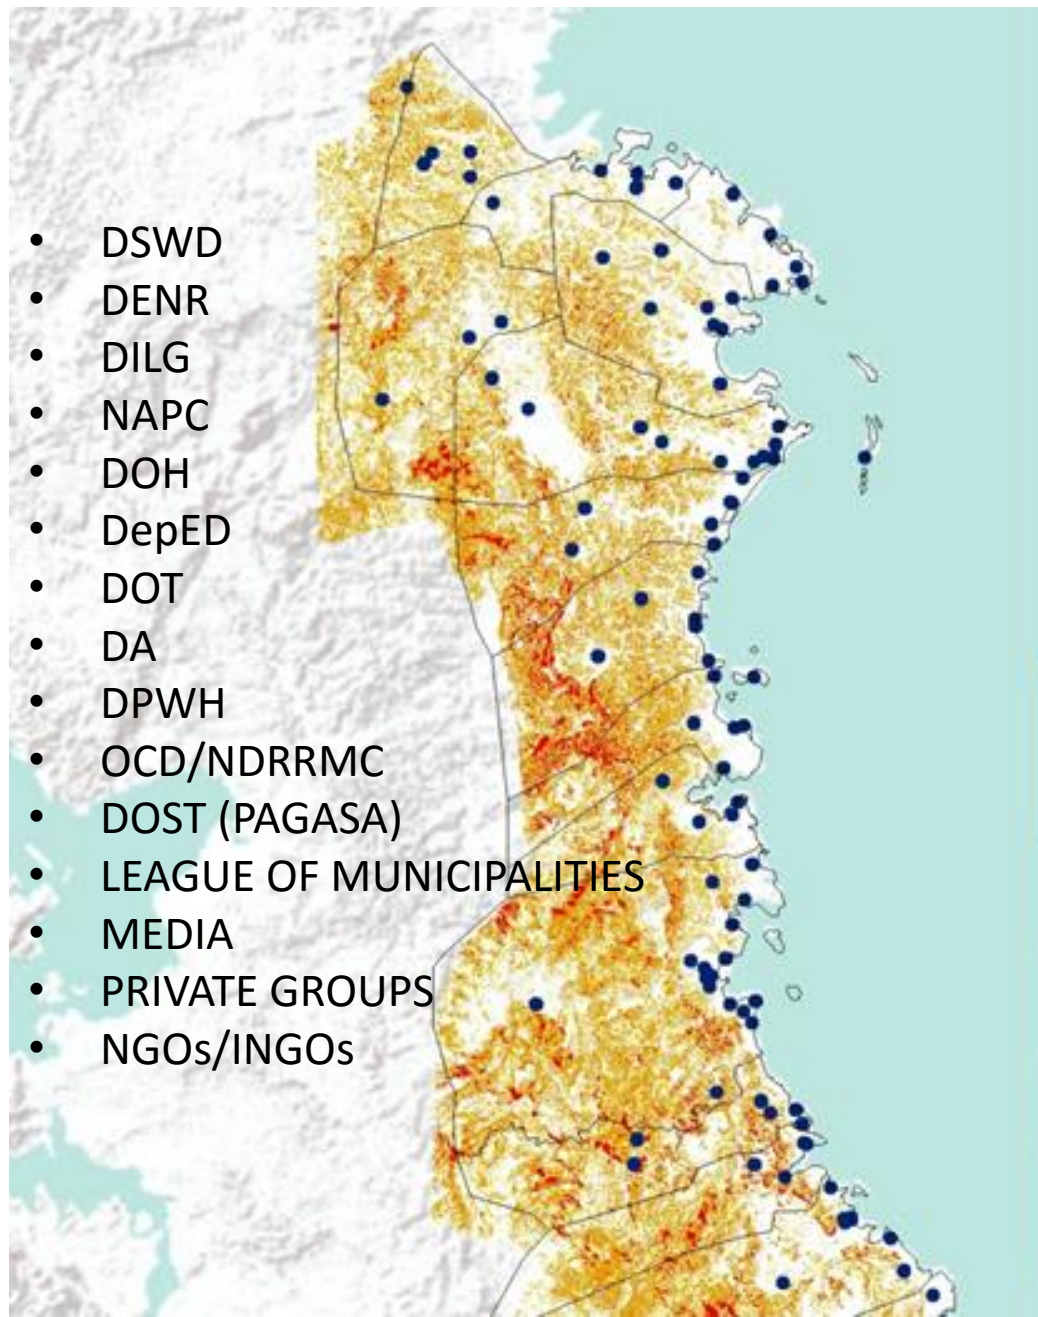 • DSWD
• DENR
• DILG
• NAPC
• DOH
• DepED
• DOT
• DA
• DPWH
• OCD/NDRRMC
• DOST (PAGASA)
• LEAGUE OF MUNICIPALITIES
• MEDIA
• PRIVATE GROUPS
• NGOs/INGOs